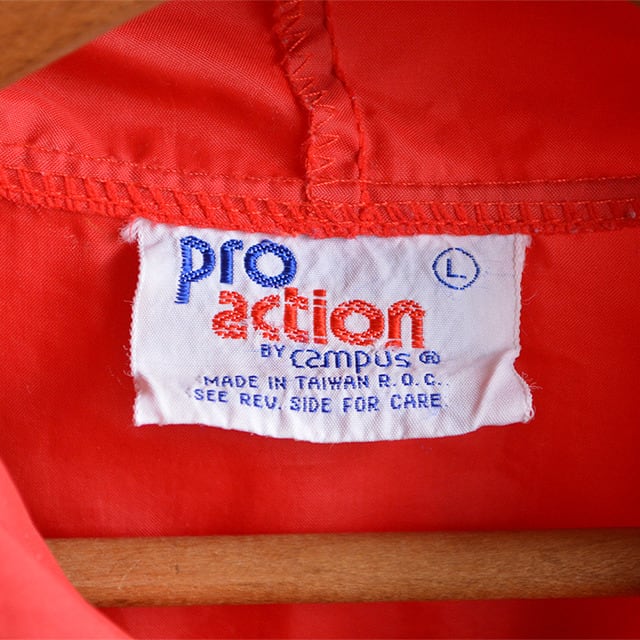 pro
L
action
BY campus ®
MADE IN TAIWAN R.O.C.
SEE REV. SIDE FOR CARE.